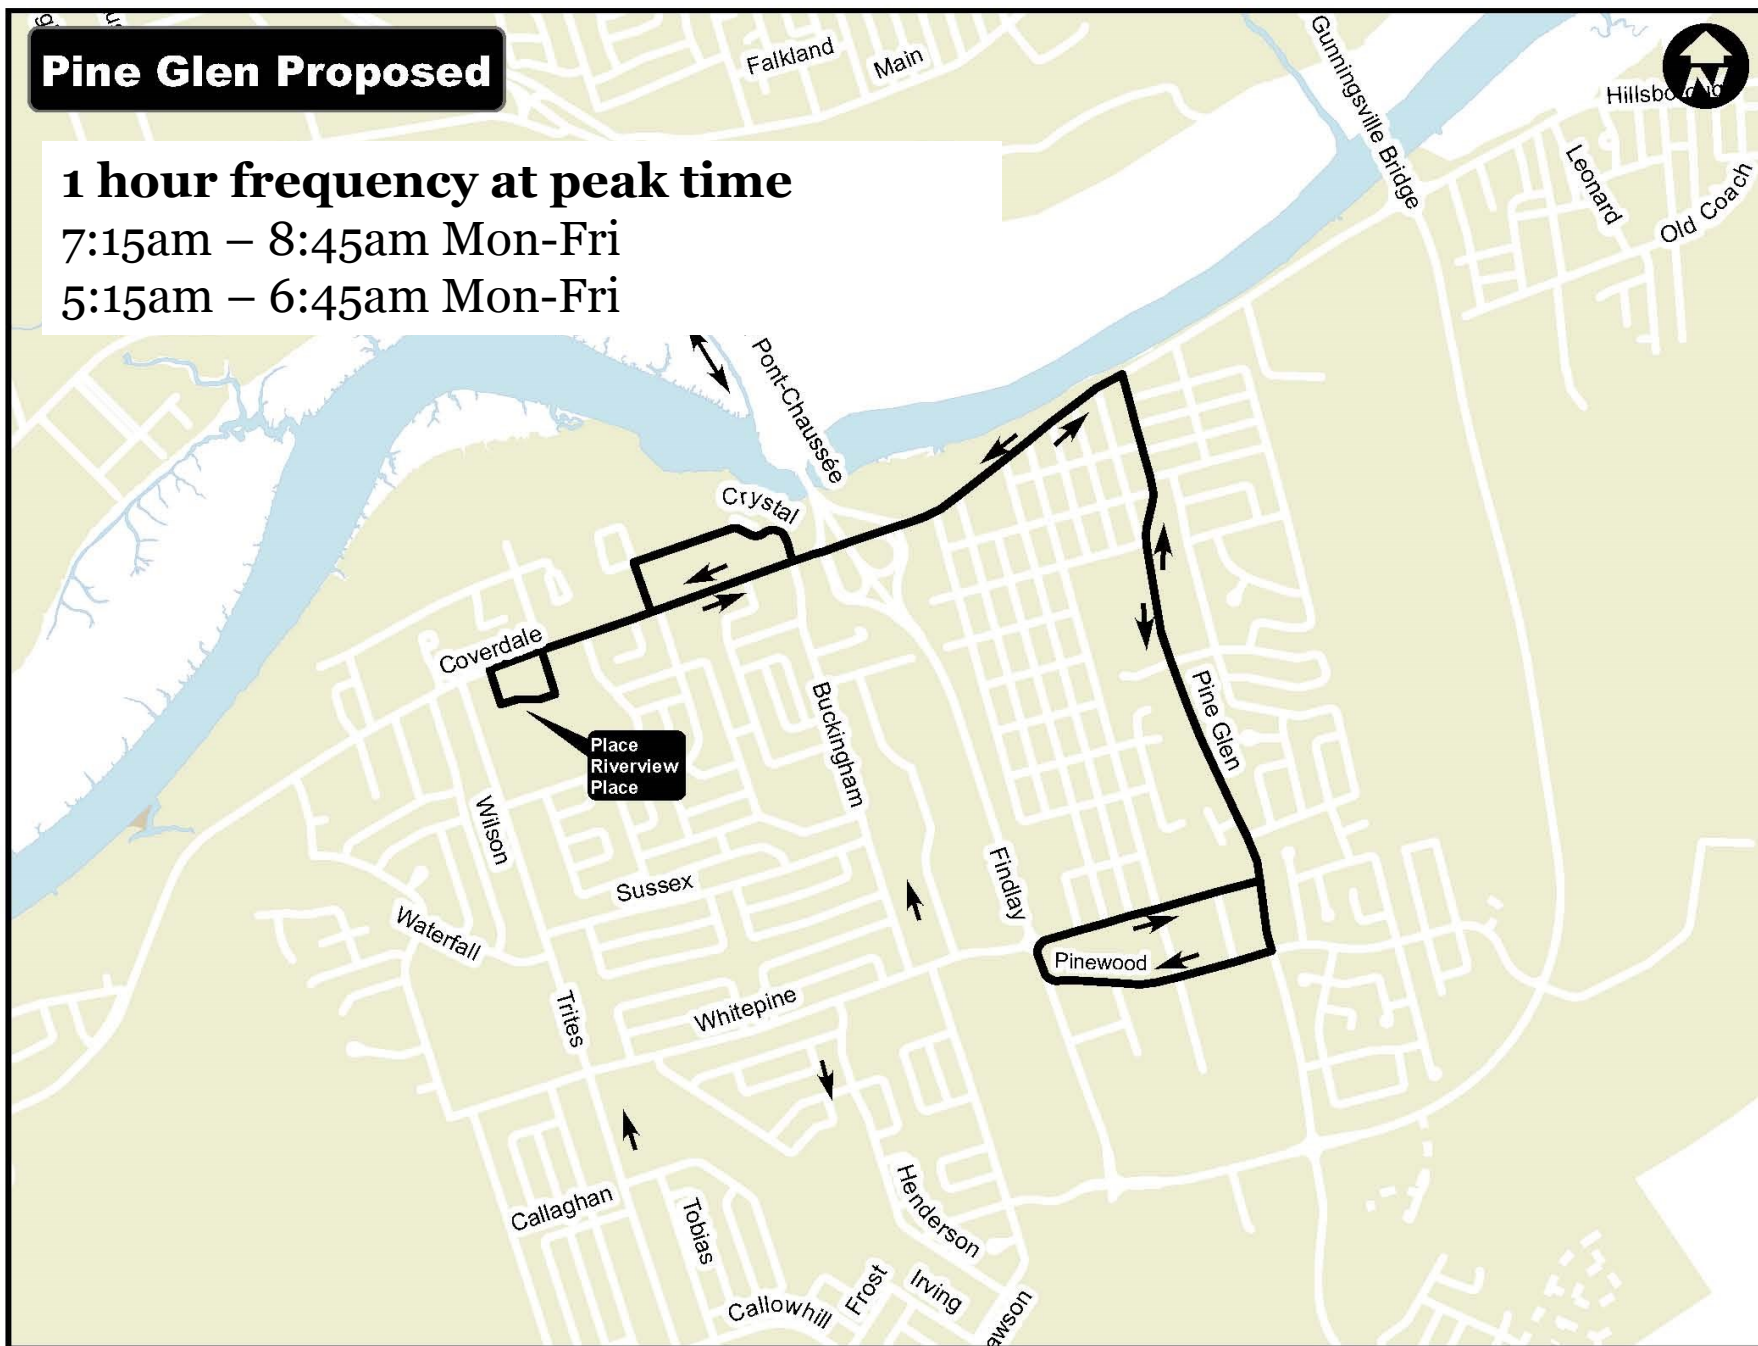 Pine Glen Proposed
1 hour frequency at peak time
7:15am – 8:45am Mon-Fri
5:15am – 6:45am Mon-Fri
Falkland
Main
Gunningsville Bridge
N
Leonard
Old Coach
Pont-Chaussée
Crystal
Coverdale
Place
Riverview
Place
Buckingham
Pine Glen
Wilson
Sussex
Findlay
Waterfall
Pinewood
Trites
Whitepine
Callaghan
Tobias
Henderson
Callowhill
Frost
Irving